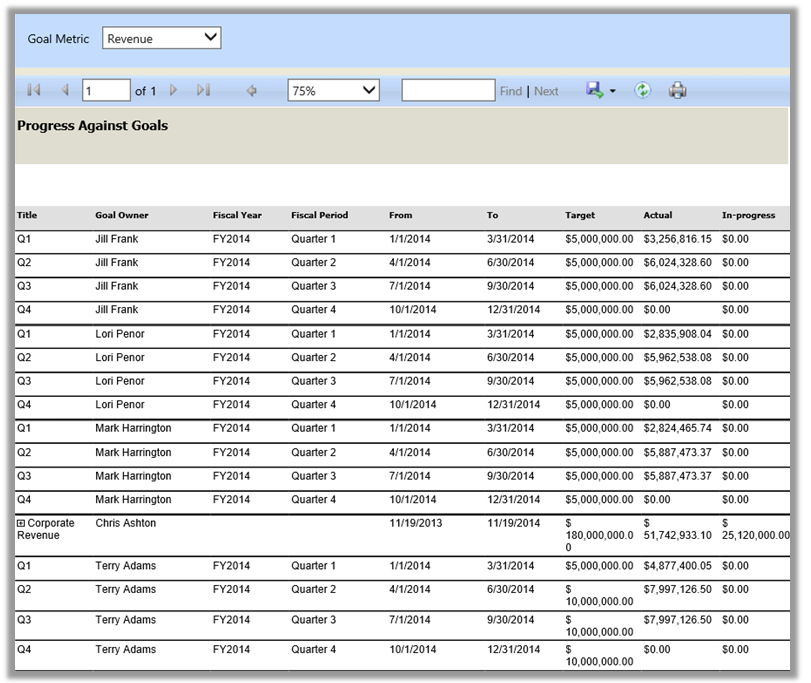 Goal Metric Revenue
1 of 1 75% Find | Next
Progress Against Goals
Title Goal Owner Fiscal Year Fiscal Period From To Target Actual In-progress
Q1 Jill Frank FY2014 Quarter 1 1/1/2014 3/31/2014 $5,000,000.00 $3,256,816.15 $0.00
Q2 Jill Frank FY2014 Quarter 2 4/1/2014 6/30/2014 $5,000,000.00 $6,024,328.60 $0.00
Q3 Jill Frank FY2014 Quarter 3 7/1/2014 9/30/2014 $5,000,000.00 $6,024,328.60 $0.00
Q4 Jill Frank FY2014 Quarter 4 10/1/2014 12/31/2014 $5,000,000.00 $0.00 $0.00
Q1 Lori Penor FY2014 Quarter 1 1/1/2014 3/31/2014 $5,000,000.00 $2,835,908.04 $0.00
Q2 Lori Penor FY2014 Quarter 2 4/1/2014 6/30/2014 $5,000,000.00 $5,962,538.08 $0.00
Q3 Lori Penor FY2014 Quarter 3 7/1/2014 9/30/2014 $5,000,000.00 $5,962,538.08 $0.00
Q4 Lori Penor FY2014 Quarter 4 10/1/2014 12/31/2014 $5,000,000.00 $0.00 $0.00
Q1 Mark Harrington FY2014 Quarter 1 1/1/2014 3/31/2014 $5,000,000.00 $2,824,465.74 $0.00
Q2 Mark Harrington FY2014 Quarter 2 4/1/2014 6/30/2014 $5,000,000.00 $5,887,473.37 $0.00
Q3 Mark Harrington FY2014 Quarter 3 7/1/2014 9/30/2014 $5,000,000.00 $5,887,473.37 $0.00
Q4 Mark Harrington FY2014 Quarter 4 10/1/2014 12/31/2014 $5,000,000.00 $0.00 $0.00
Corporate Chris Ashton 11/19/2013 11/19/2014 $ $ $
Revenue 180,000,000.0 51,742,933.10 25,120,000.00
0
Q1 Terry Adams FY2014 Quarter 1 1/1/2014 3/31/2014 $5,000,000.00 $4,877,400.05 $0.00
Q2 Terry Adams FY2014 Quarter 2 4/1/2014 6/30/2014 $ $7,997,126.50 $0.00
10,000,000.00
Q3 Terry Adams FY2014 Quarter 3 7/1/2014 9/30/2014 $ $7,997,126.50 $0.00
10,000,000.00
Q4 Terry Adams FY2014 Quarter 4 10/1/2014 12/31/2014 $ $0.00 $0.00
10,000,000.00